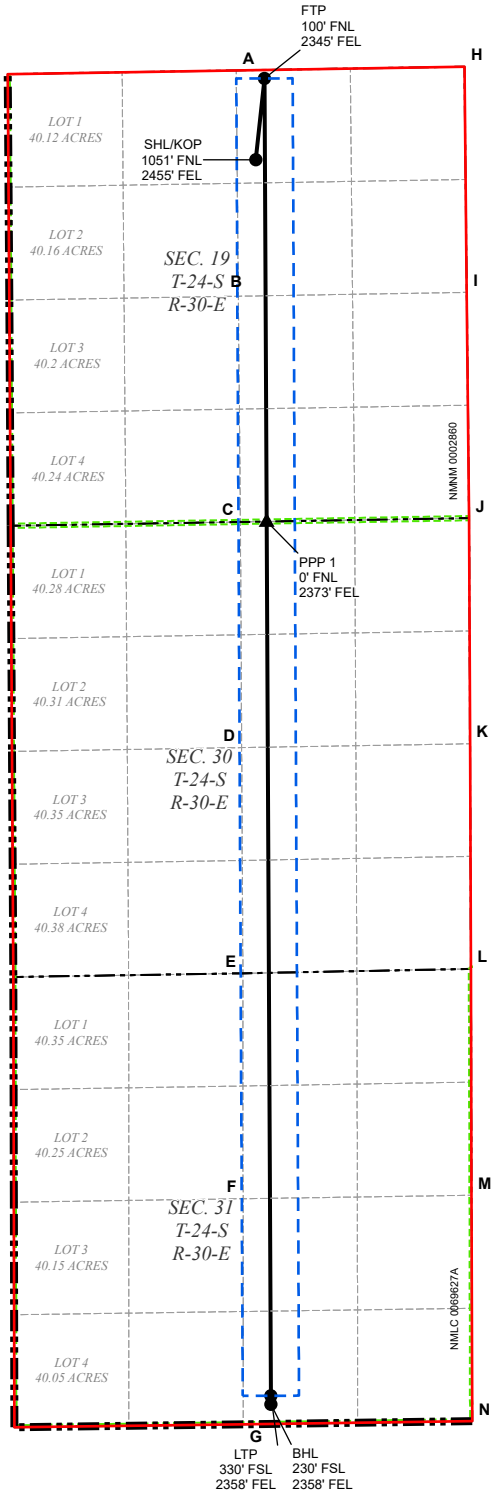 FTP
100' FNL
2345' FEL
A
H
LOT 1
40.12 ACRES
SHL/KOP
1051' FNL
2455' FEL
LOT 2
40.16 ACRES
SEC. 19
T-24-S
R-30-E
B
I
LOT 3
40.2 ACRES
LOT 4
40.24 ACRES
NMNM 0002860
C
J
PPP 1
0' FNL
2373' FEL
LOT 1
40.28 ACRES
LOT 2
40.31 ACRES
D
K
SEC. 30
T-24-S
R-30-E
LOT 3
40.35 ACRES
LOT 4
40.38 ACRES
E
L
LOT 1
40.35 ACRES
LOT 2
40.25 ACRES
F
M
SEC. 31
T-24-S
R-30-E
LOT 3
40.15 ACRES
NMLC 0069627A
LOT 4
40.05 ACRES
G
N
LTP
330' FSL
2358' FEL
BHL
230' FSL
2358' FEL